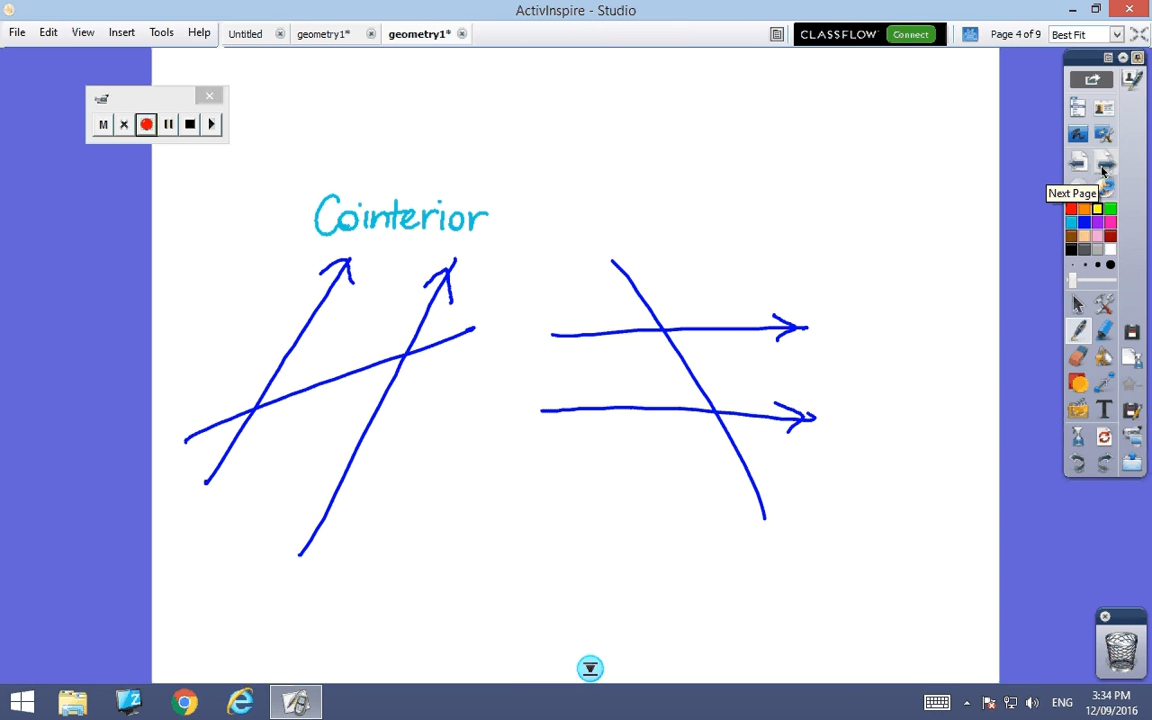 ActivInspire - Studio
File Edit View Insert Tools Help Untitled geometry1* geometry1* CLASSFLOW Connect Page 4 of 9 Best Fit
M
Next Page
Cointerior
T
Z
ENG
3:34 PM
12/09/2016